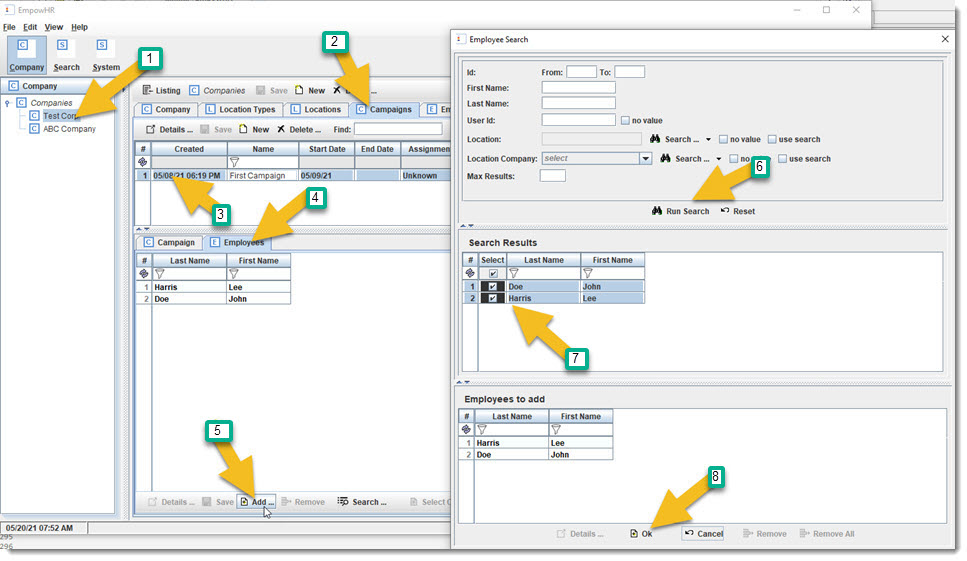 EmpowHR
File Edit View Help
C S S
Company Search System
1
C Company
C Companies
C Test Corp
C ABC Company
2
Listing C Companies Save New
C Company L Location Types L Locations C Campaigns E Em
Details ... Save New Delete ... Find:
# Created Name Start Date End Date Assignmen
1 05/08/21 06:19 PM First Campaign 05/09/21 Unknown
3
4
C Campaign E Employees
# Last Name First Name
1 Harris Lee
2 Doe John
5
Details ... Save Add ... Remove Search ... Select C
05/20/21 07:52 AM
295
296
Employee Search
Id: From: To:
First Name:
Last Name:
User Id: no value
Location: Search ... no value use search
Location Company: select Search ... no use search
Max Results:
6
Run Search Reset
Search Results
# Select Last Name First Name
1 Doe John
2 Harris Lee
7
Employees to add
# Last Name First Name
1 Harris Lee
2 Doe John
8
Details ... Ok Cancel Remove Remove All